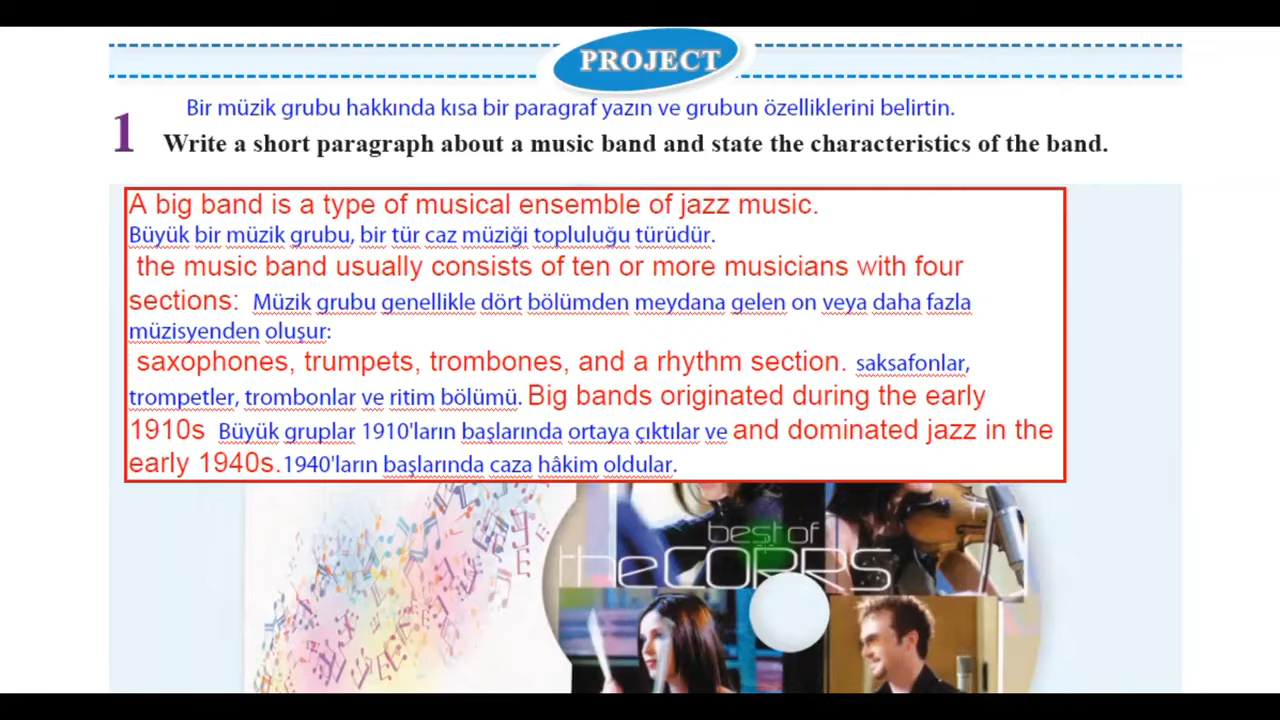 PROJECT
Bir müzik grubu hakkında kısa bir paragraf yazın ve grubun özelliklerini belirtin.
1 Write a short paragraph about a music band and state the characteristics of the band.
A big band is a type of musical ensemble of jazz music.
Büyük bir müzik grubu, bir tür caz müziği topluluğu türüdür.
the music band usually consists of ten or more musicians with four
sections: Müzik grubu genellikle dört bölümden meydana gelen on veya daha fazla
müzisyenden oluşur:
saxophones, trumpets, trombones, and a rhythm section. saksafonlar,
trompetler, trombonlar ve ritim bölümü. Big bands originated during the early
1910s Büyük gruplar 1910'ların başlarında ortaya çıktılar ve and dominated jazz in the
early 1940s. 1940'ların başlarında caza hâkim oldular.
best of
the CORRS